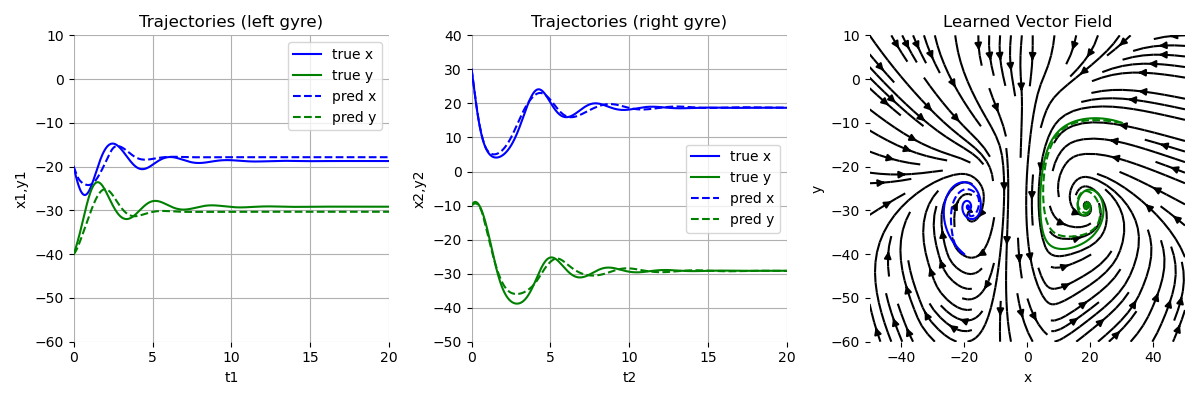 Trajectories (left gyre)
10
0
−10
−20
−30
−40
−50
−60
x1,y1
0
5
10
15
20
t1
true x
true y
pred x
pred y
Trajectories (right gyre)
40
30
20
10
0
−10
−20
−30
−40
−50
x2,y2
0
5
10
15
20
t2
true x
true y
pred x
pred y
Learned Vector Field
10
0
−10
−20
−30
−40
−50
−60
y
−40
−20
0
20
40
x